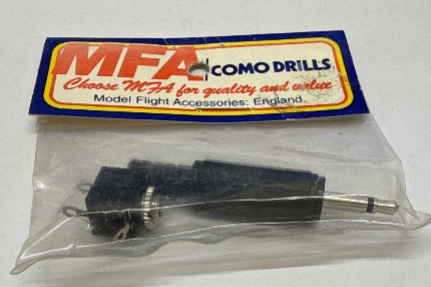 MFA COMO DRILLS
Choose MFA for quality and value
Model Flight Accessories: England.